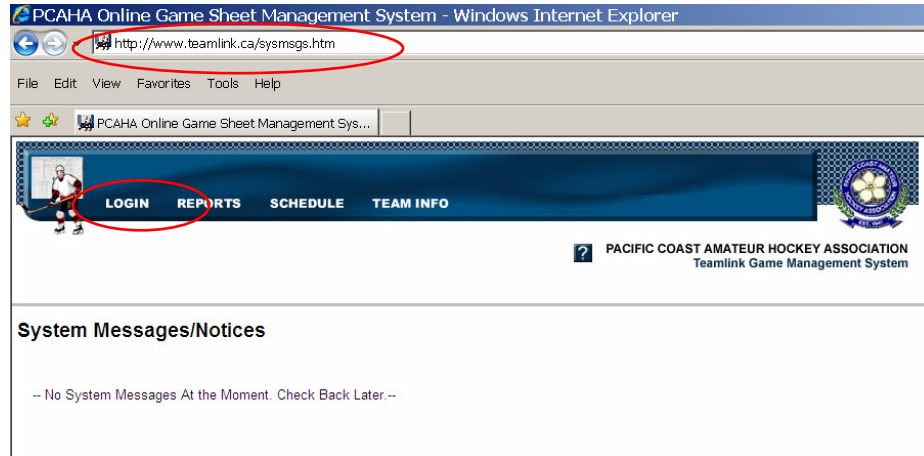 PCAHA Online Game Sheet Management System - Windows Internet Explorer
http://www.teamlink.ca/sysmsgs.htm
File Edit View Favorites Tools Help
PCAHA Online Game Sheet Management Sys...
LOGIN REPORTS SCHEDULE TEAM INFO
? PACIFIC COAST AMATEUR HOCKEY ASSOCIATION
Teamlink Game Management System
System Messages/Notices
-- No System Messages At the Moment. Check Back Later.--